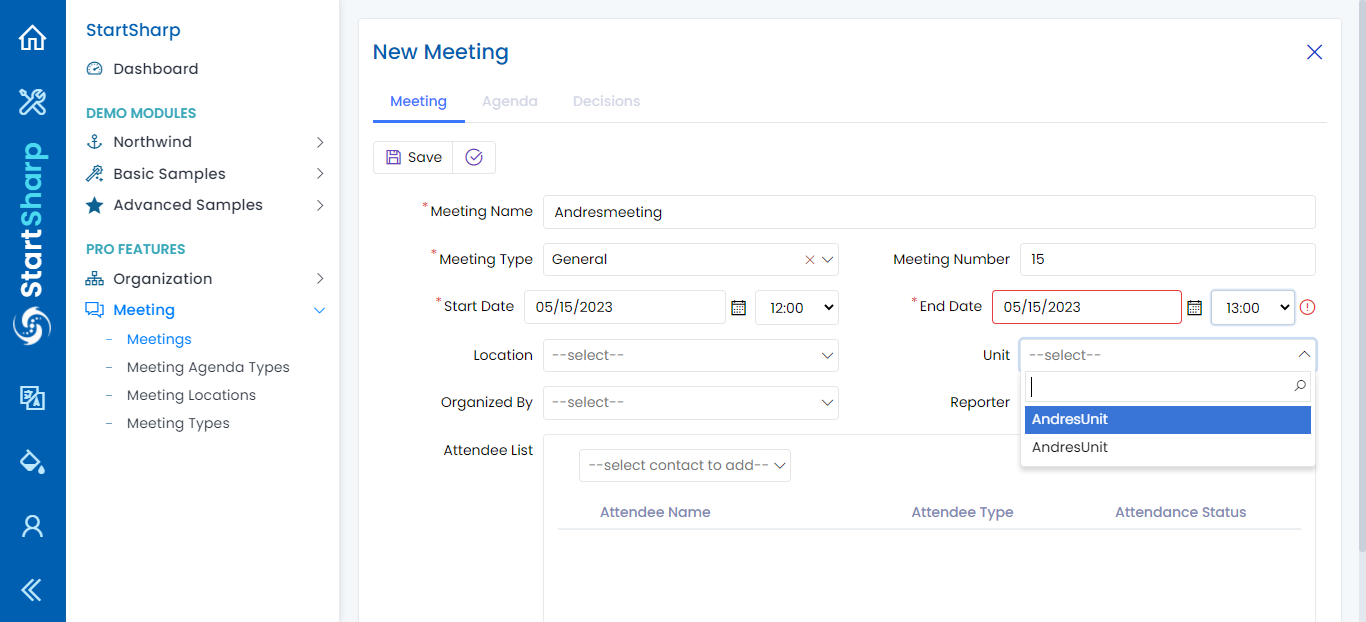 StartSharp
StartSharp
Dashboard
DEMO MODULES
Northwind
Basic Samples
Advanced Samples
PRO FEATURES
Organization
Meeting
Meetings
Meeting Agenda Types
Meeting Locations
Meeting Types
New Meeting
Meeting Agenda Decisions
Save
*Meeting Name Andresmeeting
*Meeting Type General Meeting Number 15
*Start Date 05/15/2023 12:00 *End Date 05/15/2023 13:00
Location --select-- Unit --select--
Organized By --select-- Reporter
AndresUnit
AndresUnit
Attendee List
--select contact to add--
Attendee Name Attendee Type Attendance Status